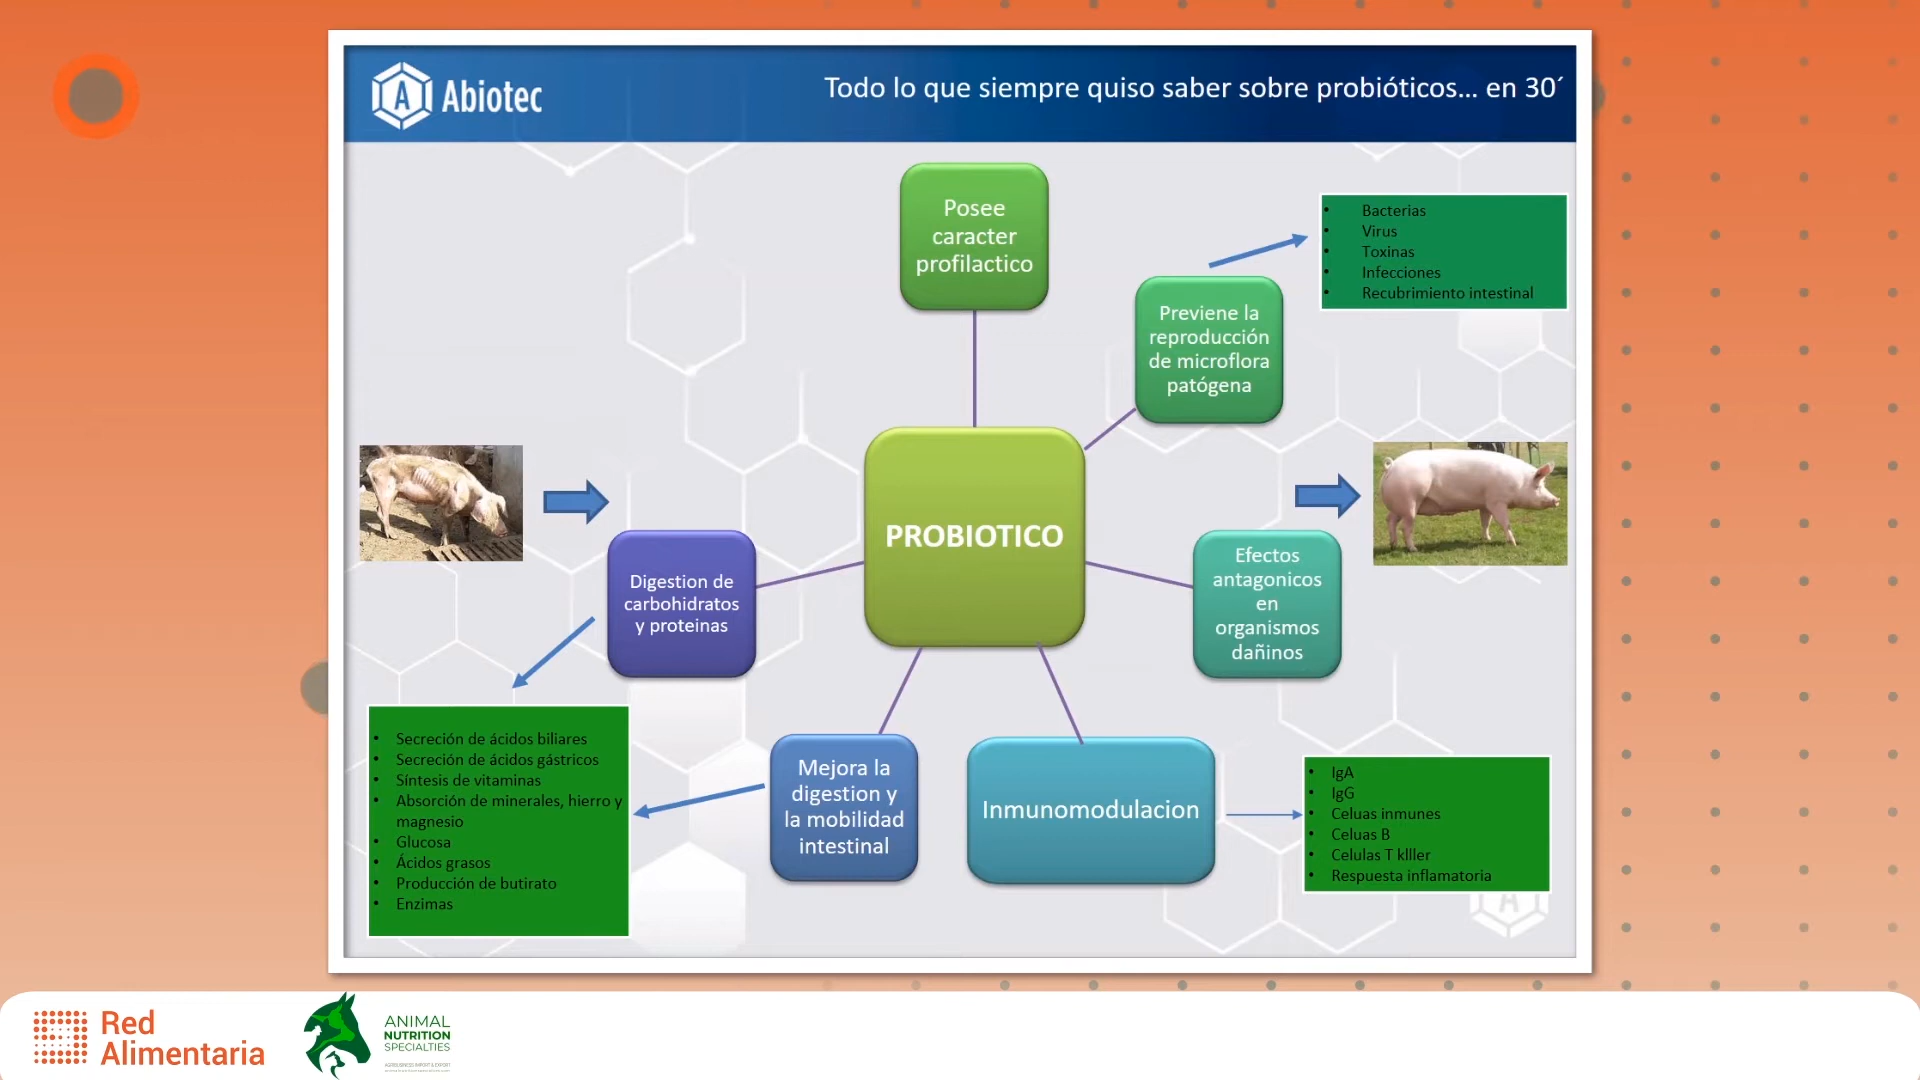 Abiotec
Todo lo que siempre quiso saber sobre probióticos... en 30´
Posee
caracter
profilactico
Previene la
reproducción
de microflora
patógena
• Bacterias
• Virus
• Toxinas
• Infecciones
• Recubrimiento intestinal
PROBIOTICO
Efectos
antagonicos
en
organismos
dañinos
Digestion de
carbohidratos
y proteinas
• Secreción de ácidos biliares
• Secreción de ácidos gástricos
• Síntesis de vitaminas
• Absorción de minerales, hierro y
magnesio
• Glucosa
• Ácidos grasos
• Producción de butirato
• Enzimas
Mejora la
digestion y
la mobilidad
intestinal
Inmunomodulacion
• IgA
• IgG
• Celuas inmunes
• Celuas B
• Celulas T klller
• Respuesta inflamatoria
Red
Alimentaria
ANIMAL
NUTRITION
SPECIALTIES